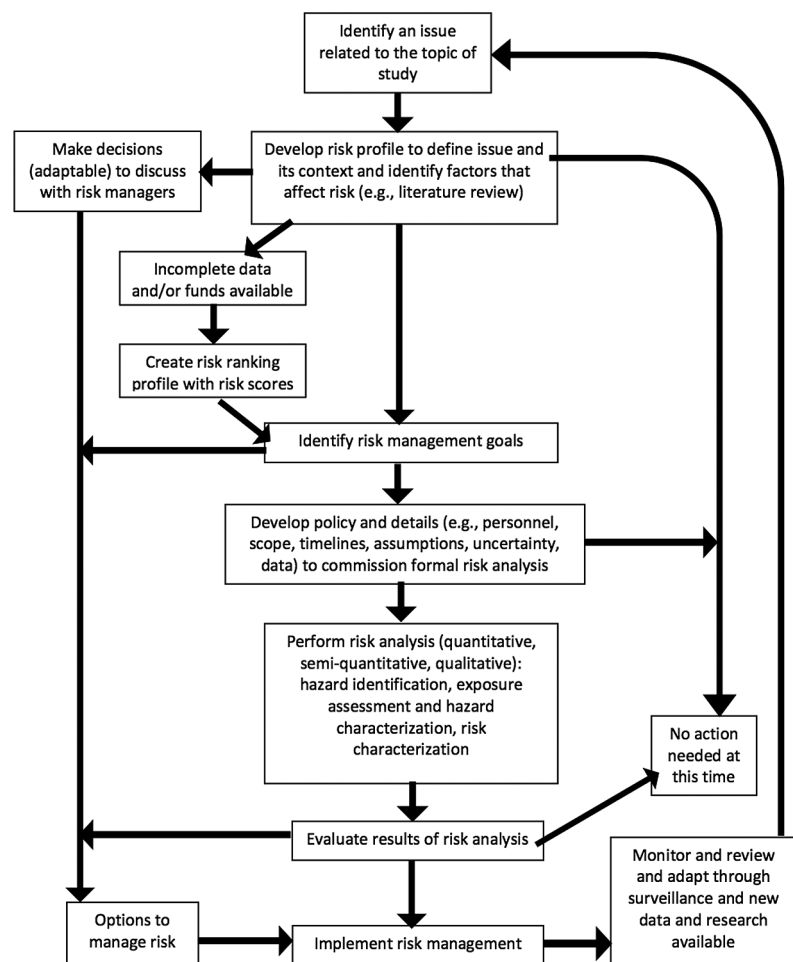 Identify an issue
related to the topic of
study
Make decisions
(adaptable) to discuss
with risk managers
Develop risk profile to define issue and
its context and identify factors that
affect risk (e.g., literature review)
Incomplete data
and/or funds available
Create risk ranking
profile with risk scores
Identify risk management goals
Develop policy and details (e.g., personnel,
scope, timelines, assumptions, uncertainty,
data) to commission formal risk analysis
Perform risk analysis (quantitative,
semi-quantitative, qualitative):
hazard identification, exposure
assessment and hazard
characterization, risk
characterization
No action
needed at
this time
Evaluate results of risk analysis
Monitor and review
and adapt through
surveillance and new
data and research
available
Options to
manage risk
Implement risk management